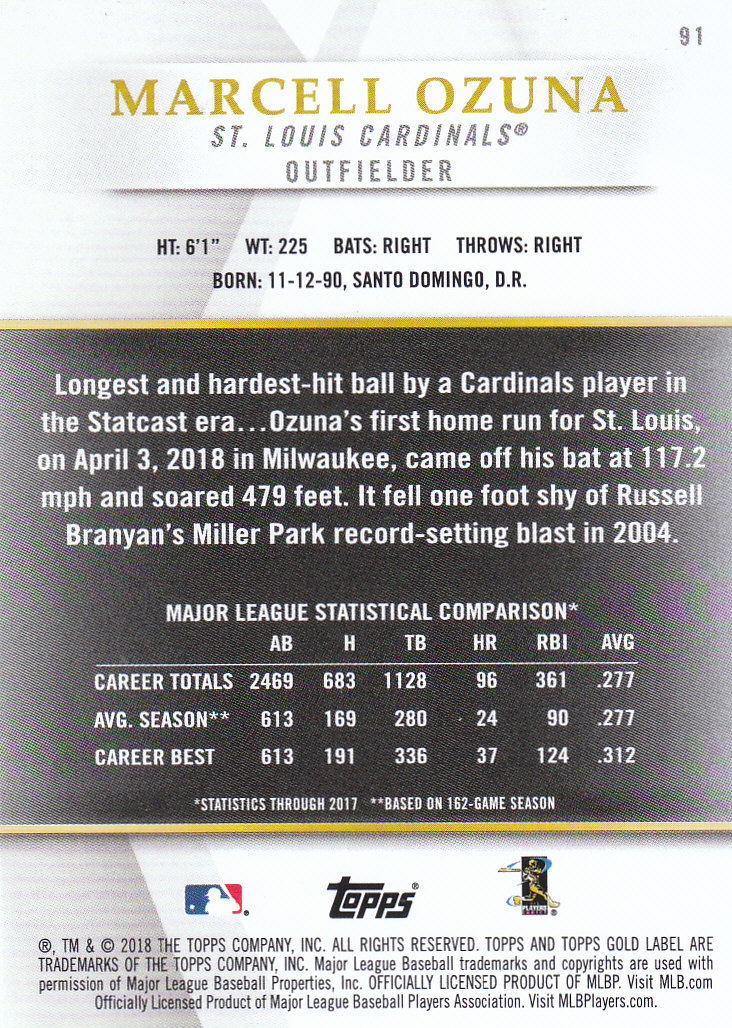 91
MARCELL OZUNA
ST. LOUIS CARDINALS®
OUTFIELDER
HT: 6'1" WT: 225 BATS: RIGHT THROWS: RIGHT
BORN: 11-12-90, SANTO DOMINGO, D.R.
Longest and hardest-hit ball by a Cardinals player in
the Statcast era...Ozuna's first home run for St. Louis,
on April 3, 2018 in Milwaukee, came off his bat at 117.2
mph and soared 479 feet. It fell one foot shy of Russell
Branyan's Miller Park record-setting blast in 2004.
MAJOR LEAGUE STATISTICAL COMPARISON*
AB H TB HR RBI AVG
CAREER TOTALS 2469 683 1128 96 361 .277
AVG. SEASON** 613 169 280 24 90 .277
CAREER BEST 613 191 336 37 124 .312
*STATISTICS THROUGH 2017 **BASED ON 162-GAME SEASON
topps®
PLAYERS
®, TM & © 2018 THE TOPPS COMPANY, INC. ALL RIGHTS RESERVED. TOPPS AND TOPPS GOLD LABEL ARE
TRADEMARKS OF THE TOPPS COMPANY, INC. Major League Baseball trademarks and copyrights are used with
permission of Major League Baseball Properties, Inc. OFFICIALLY LICENSED PRODUCT OF MLBP. Visit MLB.com
Officially Licensed Product of Major League Baseball Players Association. Visit MLBPlayers.com.